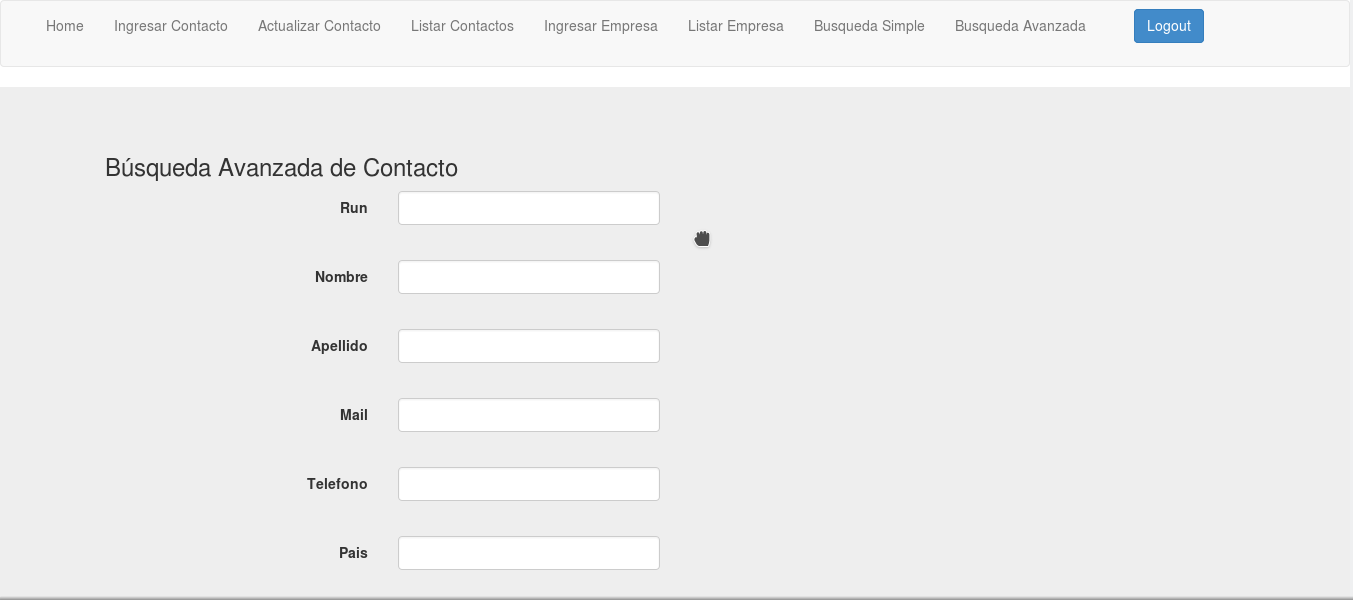 Home Ingresar Contacto Actualizar Contacto Listar Contactos Ingresar Empresa Listar Empresa Busqueda Simple Busqueda Avanzada Logout
Búsqueda Avanzada de Contacto
Run
Nombre
Apellido
Mail
Telefono
Pais